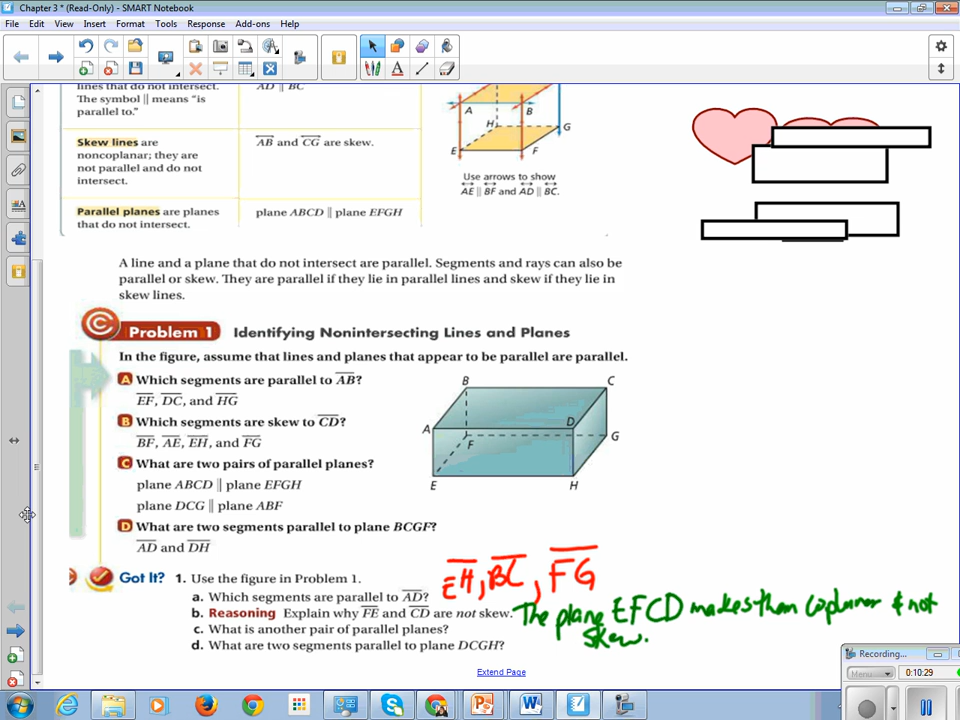 Chapter 3 * (Read-Only) - SMART Notebook
File Edit View Insert Format Tools Response Add-ons Help
lines that do not intersect.
The symbol || means "is
parallel to."
AD || BC
Skew lines are
noncoplanar; they are
not parallel and do not
intersect.
AB and CG are skew.
Parallel planes are planes
that do not intersect.
plane ABCD || plane EFGH
A B
H G
E F
Use arrows to show
AE || BF and AD || BC.
A line and a plane that do not intersect are parallel. Segments and rays can also be
parallel or skew. They are parallel if they lie in parallel lines and skew if they lie in
skew lines.
C Problem 1 Identifying Nonintersecting Lines and Planes
In the figure, assume that lines and planes that appear to be parallel are parallel.
A Which segments are parallel to AB?
EF, DC, and HG
B Which segments are skew to CD?
BF, AE, EH, and FG
C What are two pairs of parallel planes?
plane ABCD || plane EFGH
plane DCG || plane ABF
D What are two segments parallel to plane BCGF?
AD and DH
B C
A D
F G
E H
Got It? 1. Use the figure in Problem 1.
a. Which segments are parallel to AD? EH, BC, FG
b. Reasoning Explain why FE and CD are not skew. The plane EFCD makes them coplanar & not
skew.
c. What is another pair of parallel planes?
d. What are two segments parallel to plane DCGH?
Extend Page
Recording...
Menu
0:10:29